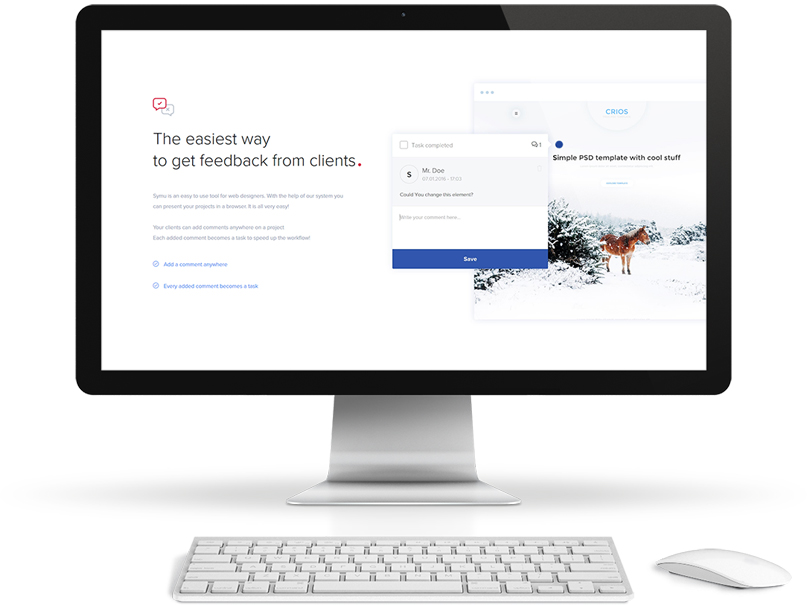 The easiest way
to get feedback from clients.
Symu is an easy to use tool for web designers. With the help of our system you
can present your projects in a browser. It is all very easy!
Your clients can add comments anywhere on a project
Each added comment becomes a task to speed up the workflow!
Add a comment anywhere
Every added comment becomes a task
Task completed
1
S
Mr. Doe
07.01.2016 - 17:03
Could You change this element?
Write your comment here...
Save
CRIOS
Simple PSD template with cool stuff